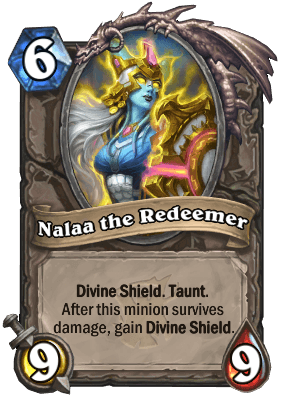 6
Nalaa the Redeemer
Divine Shield. Taunt.
After this minion survives
damage, gain Divine Shield.
9
9